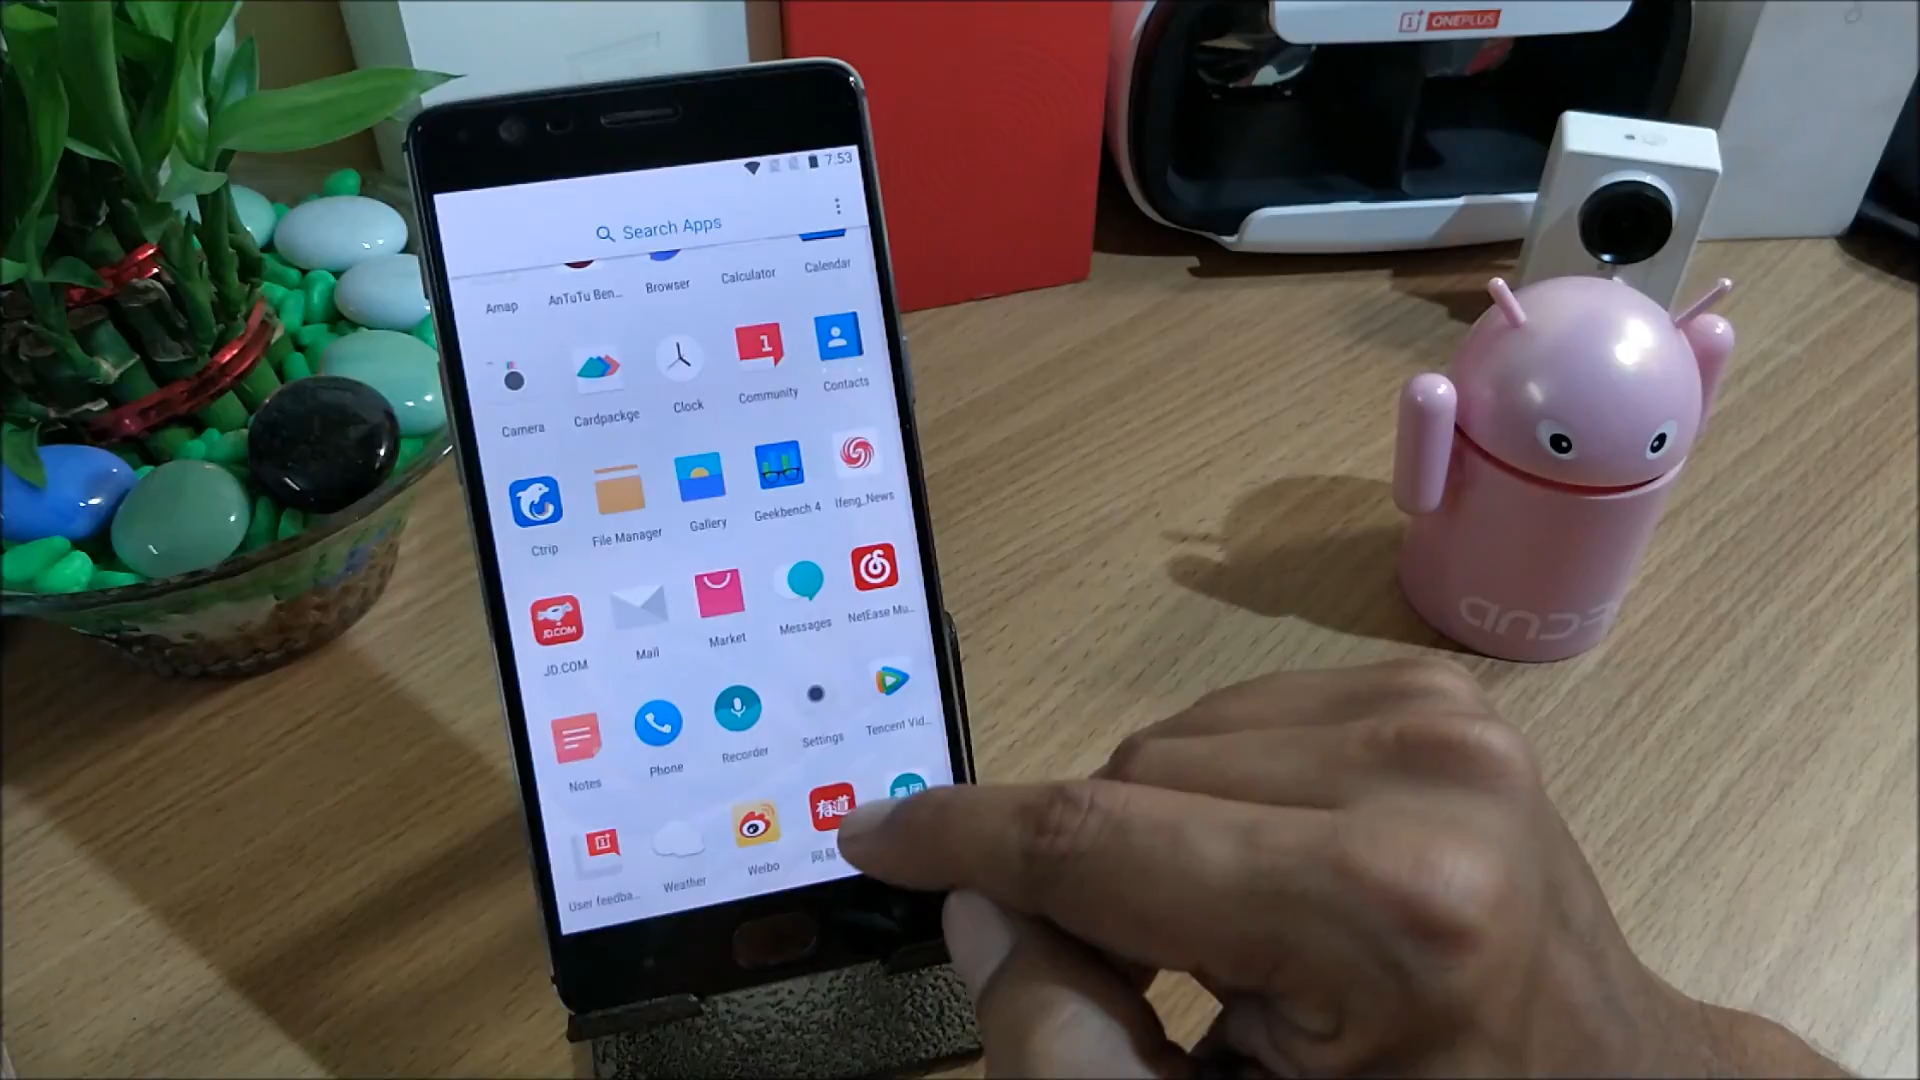 ONEPLUS
7:53
Search Apps
Amap
AnTuTu Ben...
Browser
Calculator
Calendar
1
Camera
Cardpackge
Clock
Community
Contacts
Ctrip
File Manager
Gallery
Geekbench 4
Ifeng_News
JD.COM
JD.COM
Mail
Market
Messages
NetEase Mu...
Notes
Phone
Recorder
Settings
Tencent Vid...
有道
User feedba...
Weather
Weibo
网易